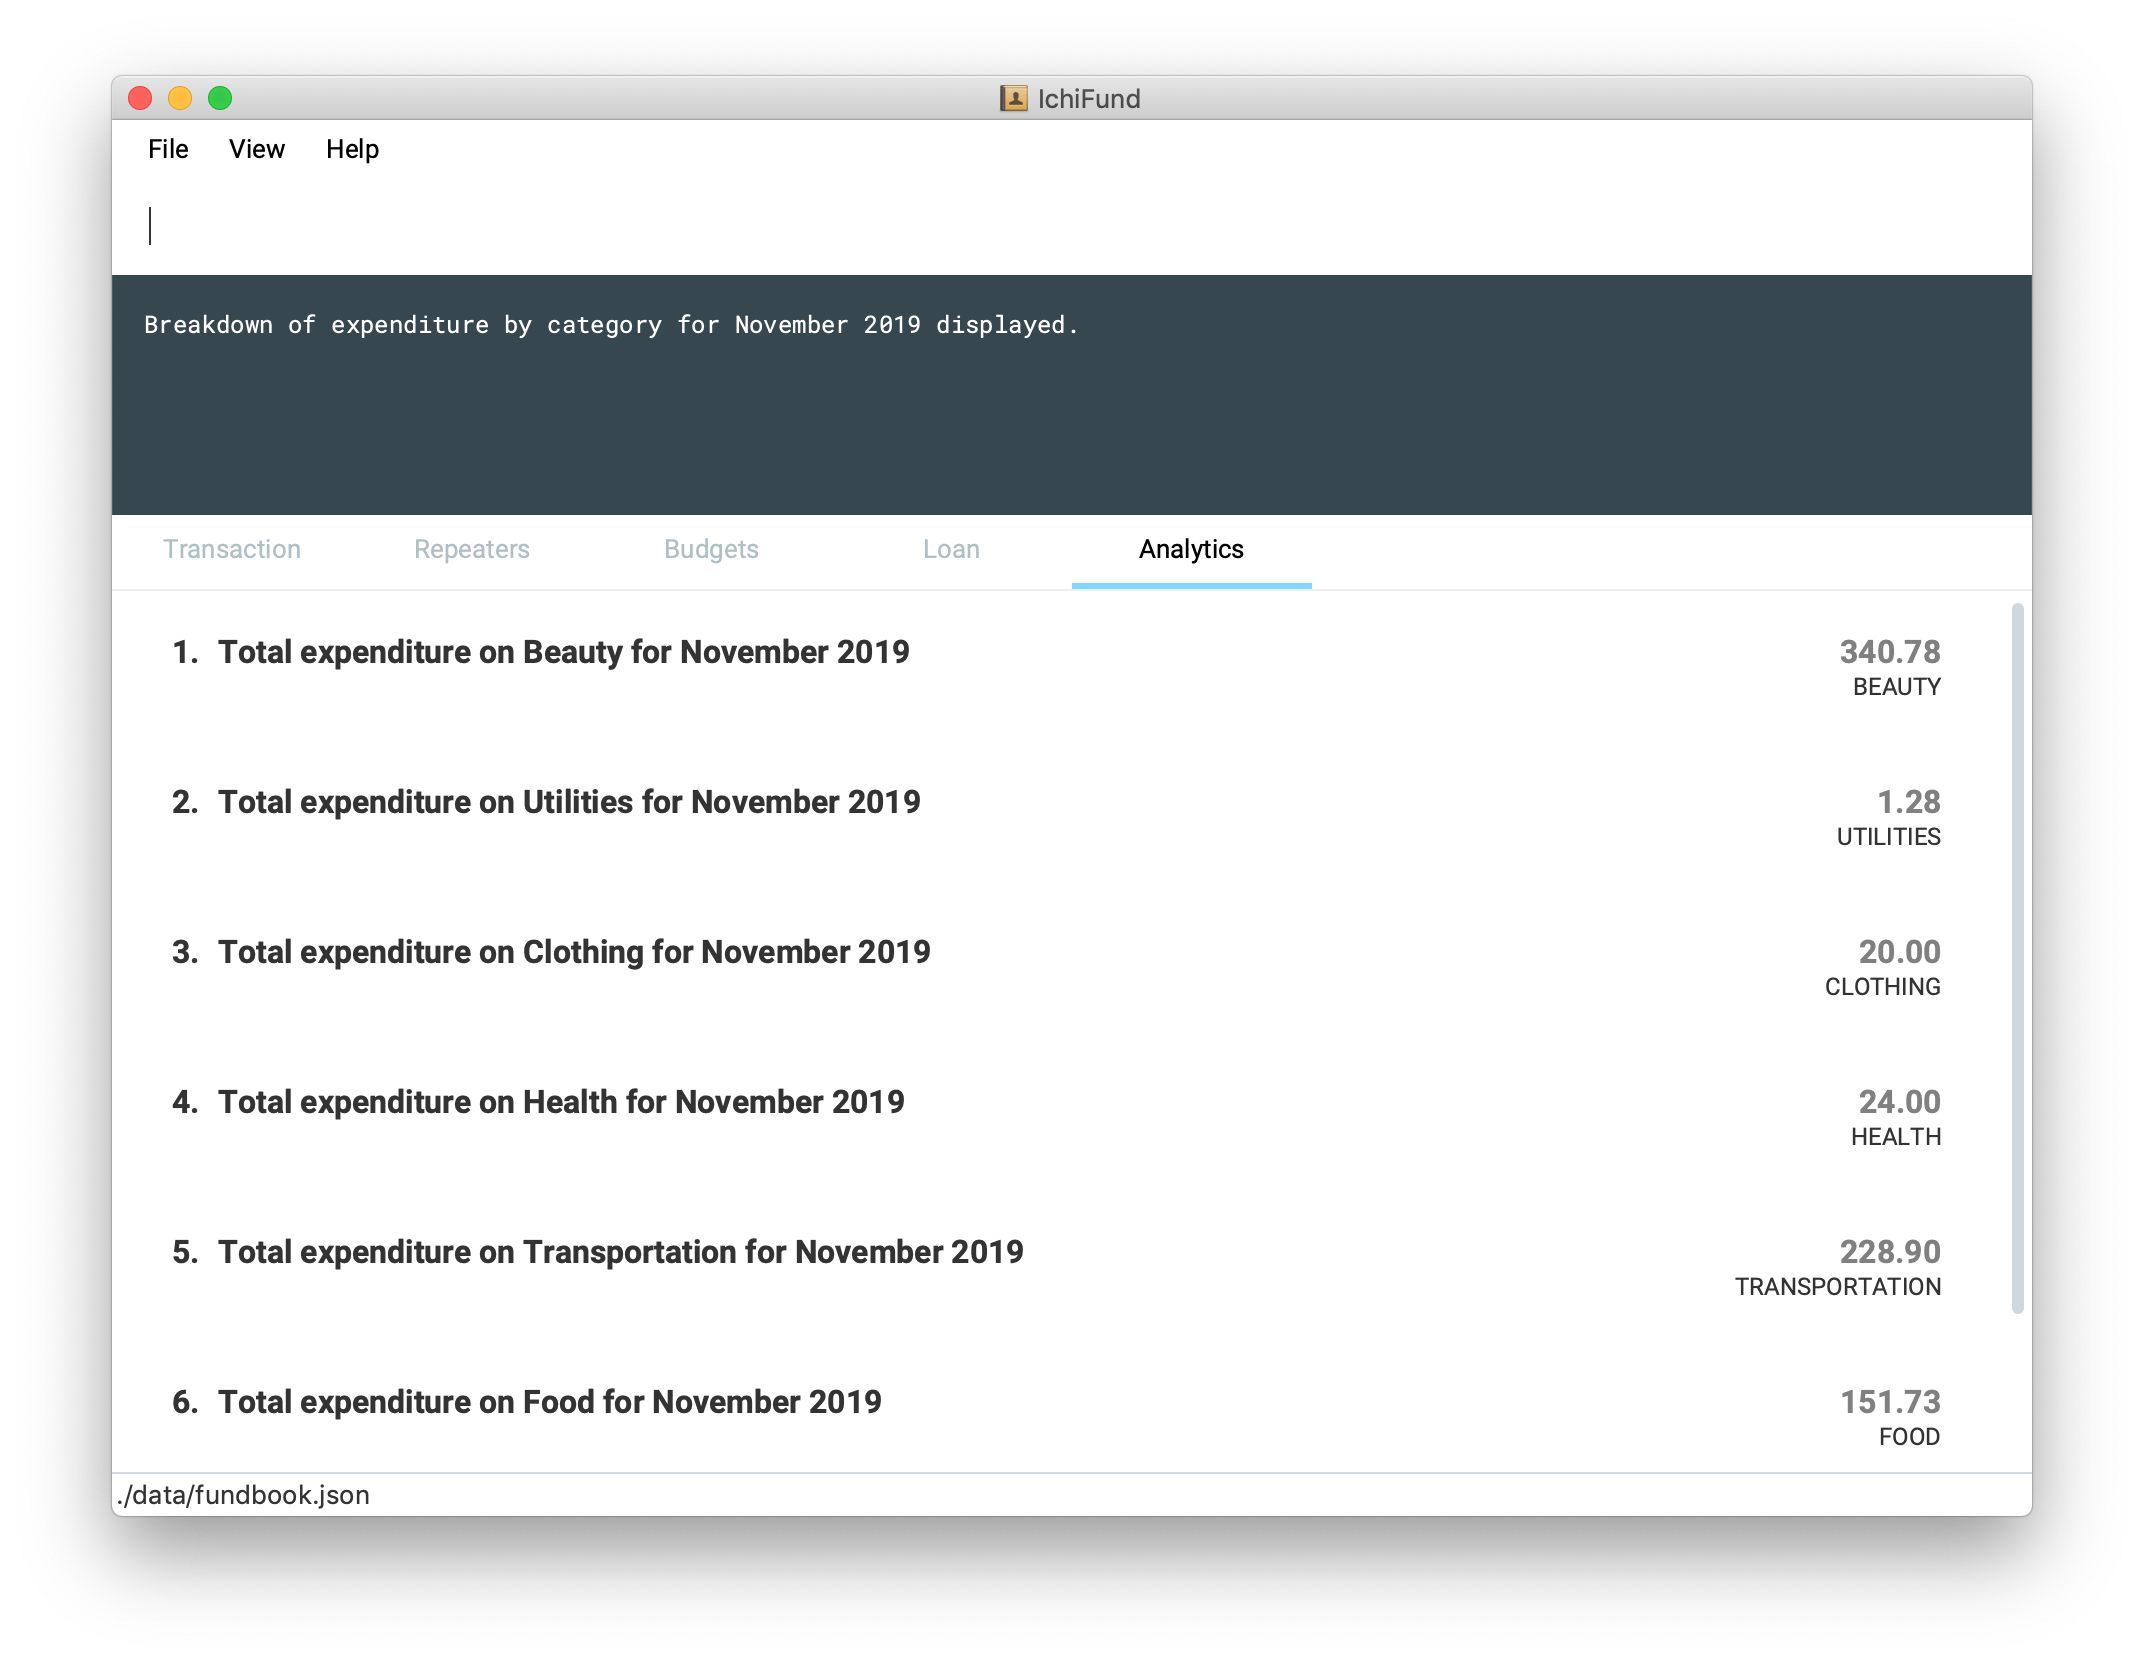 IchiFund
File View Help
Breakdown of expenditure by category for November 2019 displayed.
Transaction Repeaters Budgets Loan Analytics
1. Total expenditure on Beauty for November 2019 340.78
BEAUTY
2. Total expenditure on Utilities for November 2019 1.28
UTILITIES
3. Total expenditure on Clothing for November 2019 20.00
CLOTHING
4. Total expenditure on Health for November 2019 24.00
HEALTH
5. Total expenditure on Transportation for November 2019 228.90
TRANSPORTATION
6. Total expenditure on Food for November 2019 151.73
FOOD
./data/fundbook.json